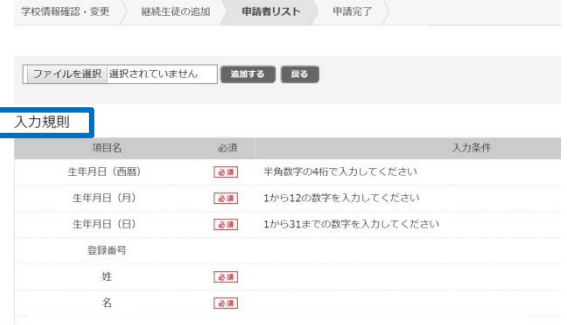 学校情報確認・変更 継続生徒の追加 申請者リスト 申請完了
ファイルを選択 選択されていません 追加する 戻る
入力規則
項目名 必須 入力条件
生年月日（西暦） 必須 半角数字の4桁で入力してください
生年月日（月） 必須 1から12の数字を入力してください
生年月日（日） 必須 1から31までの数字を入力してください
登録番号
姓 必須
名 必須